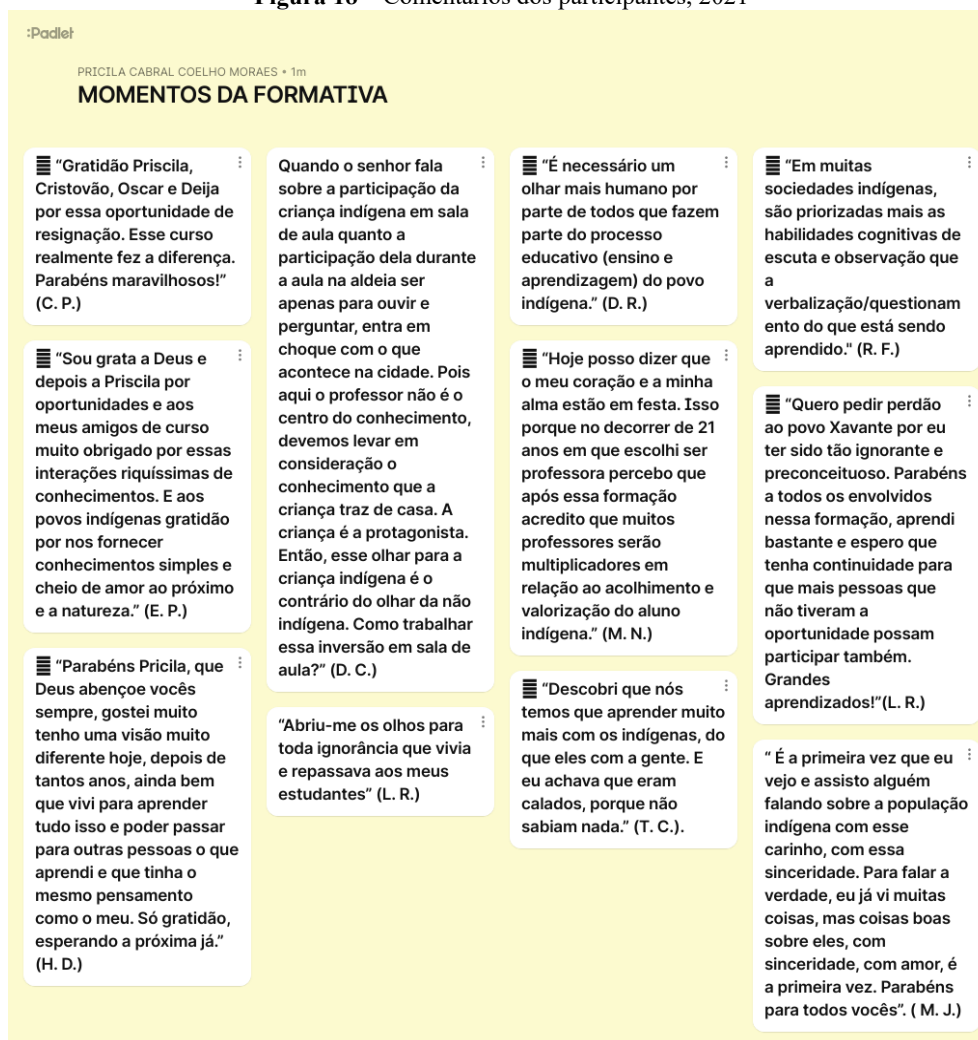 Figura 18 – Comentários dos participantes, 2021
:Padlet
PRICILA CABRAL COELHO MORAES • 1m
MOMENTOS DA FORMATIVA
“Gratidão Priscila,
Cristovão, Oscar e Deija
por essa oportunidade de
resignação. Esse curso
realmente fez a diferença.
Parabéns maravilhosos!”
(C. P.)
“Sou grata a Deus e
depois a Priscila por
oportunidades e aos
meus amigos de curso
muito obrigado por essas
interações riquíssimas de
conhecimentos. E aos
povos indígenas gratidão
por nos fornecer
conhecimentos simples e
cheio de amor ao próximo
e a natureza.” (E. P.)
“Parabéns Pricila, que
Deus abençoe vocês
sempre, gostei muito
tenho uma visão muito
diferente hoje, depois de
tantos anos, ainda bem
que vivi para aprender
tudo isso e poder passar
para outras pessoas o que
aprendi e que tinha o
mesmo pensamento
como o meu. Só gratidão,
esperando a próxima já.”
(H. D.)
Quando o senhor fala
sobre a participação da
criança indígena em sala
de aula quanto a
participação dela durante
a aula na aldeia ser
apenas para ouvir e
perguntar, entra em
choque com o que
acontece na cidade. Pois
aqui o professor não é o
centro do conhecimento,
devemos levar em
consideração o
conhecimento que a
criança traz de casa. A
criança é a protagonista.
Então, esse olhar para a
criança indígena é o
contrário do olhar da não
indígena. Como trabalhar
essa inversão em sala de
aula?” (D. C.)
“Abriu-me os olhos para
toda ignorância que vivia
e repassava aos meus
estudantes” (L. R.)
“É necessário um
olhar mais humano por
parte de todos que fazem
parte do processo
educativo (ensino e
aprendizagem) do povo
indígena.” (D. R.)
“Hoje posso dizer que
o meu coração e a minha
alma estão em festa. Isso
porque no decorrer de 21
anos em que escolhi ser
professora percebo que
após essa formação
acredito que muitos
professores serão
multiplicadores em
relação ao acolhimento e
valorização do aluno
indígena.” (M. N.)
“Descobri que nós
temos que aprender muito
mais com os indígenas, do
que eles com a gente. E
eu achava que eram
calados, porque não
sabiam nada.” (T. C.).
“Em muitas
sociedades indígenas,
são priorizadas mais as
habilidades cognitivas de
escuta e observação que
a
verbalização/questionam
ento do que está sendo
aprendido." (R. F.)
“Quero pedir perdão
ao povo Xavante por eu
ter sido tão ignorante e
preconceituoso. Parabéns
a todos os envolvidos
nessa formação, aprendi
bastante e espero que
tenha continuidade para
que mais pessoas que
não tiveram a
oportunidade possam
participar também.
Grandes
aprendizados!”(L. R.)
“ É a primeira vez que eu
vejo e assisto alguém
falando sobre a população
indígena com esse
carinho, com essa
sinceridade. Para falar a
verdade, eu já vi muitas
coisas, mas coisas boas
sobre eles, com
sinceridade, com amor, é
a primeira vez. Parabéns
para todos vocês”. ( M. J.)